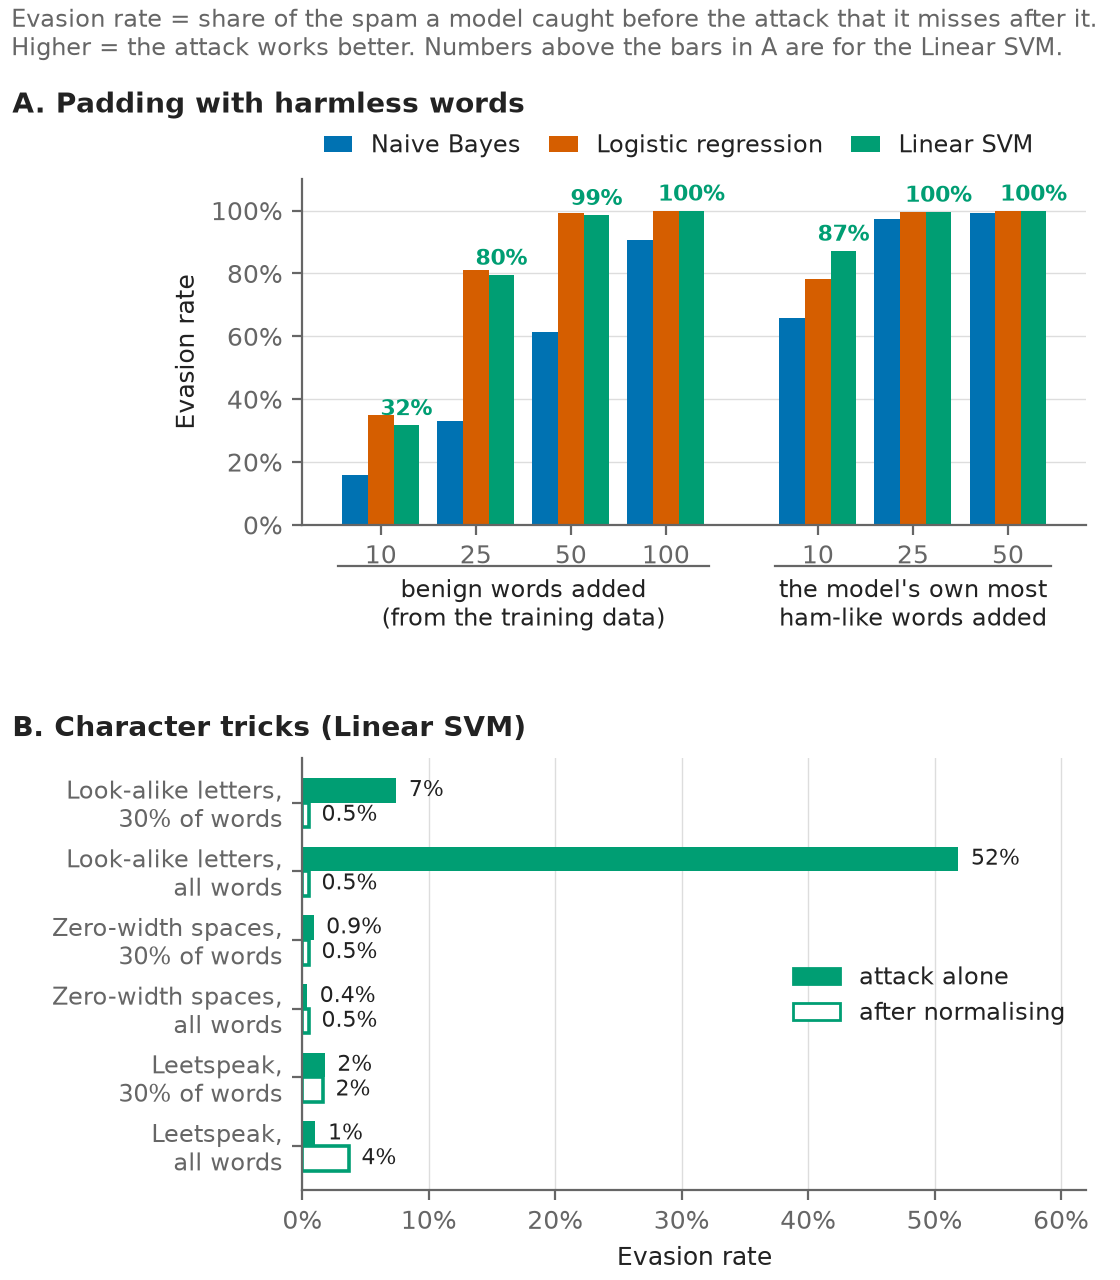 Evasion rate = share of the spam a model caught before the attack that it misses after it.
Higher = the attack works better. Numbers above the bars in A are for the Linear SVM.
A. Padding with harmless words
Naive Bayes Logistic regression Linear SVM
Evasion rate
100%
80%
60%
40%
20%
0%
32% 80% 99% 100% 87% 100% 100%
10 25 50 100 10 25 50
benign words added
(from the training data)
the model's own most
ham-like words added
B. Character tricks (Linear SVM)
Look-alike letters,
30% of words
7%
0.5%
Look-alike letters,
all words
52%
0.5%
Zero-width spaces,
30% of words
0.9%
0.5%
Zero-width spaces,
all words
0.4%
0.5%
Leetspeak,
30% of words
2%
2%
Leetspeak,
all words
1%
4%
attack alone
after normalising
0% 10% 20% 30% 40% 50% 60%
Evasion rate